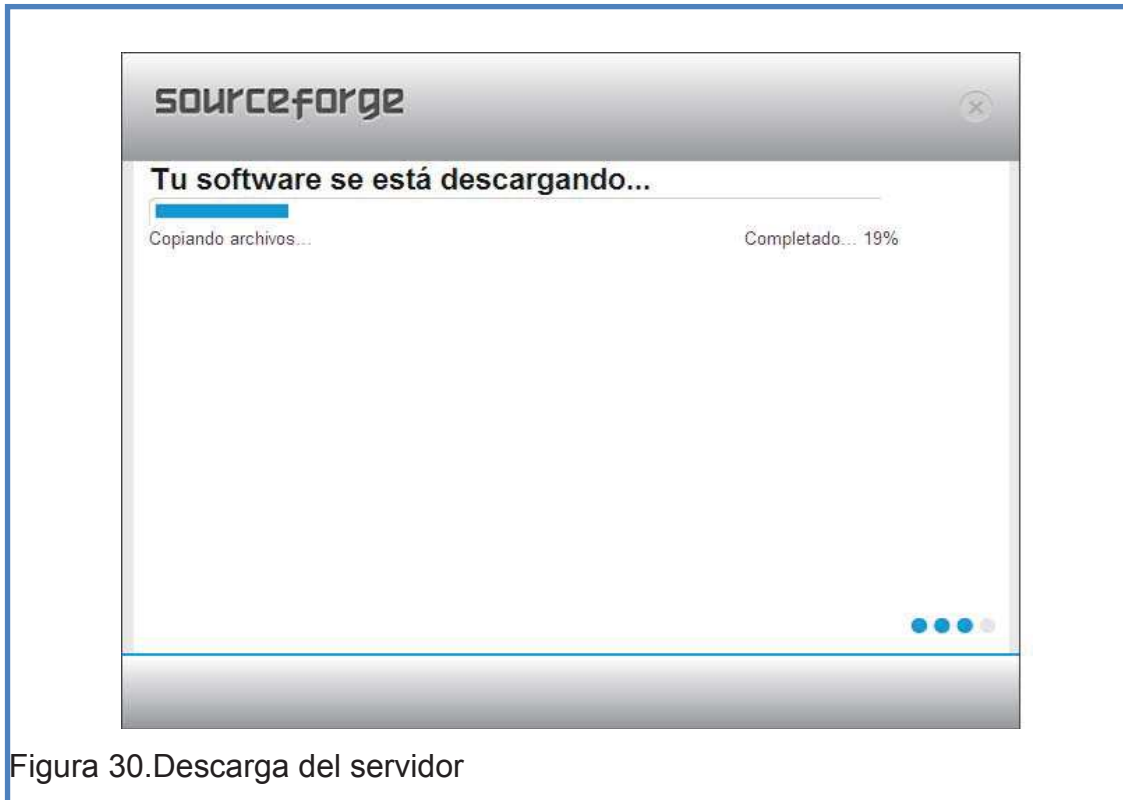 sourceforge
Tu software se está descargando...
Copiando archivos...
Completado... 19%
Figura 30.Descarga del servidor